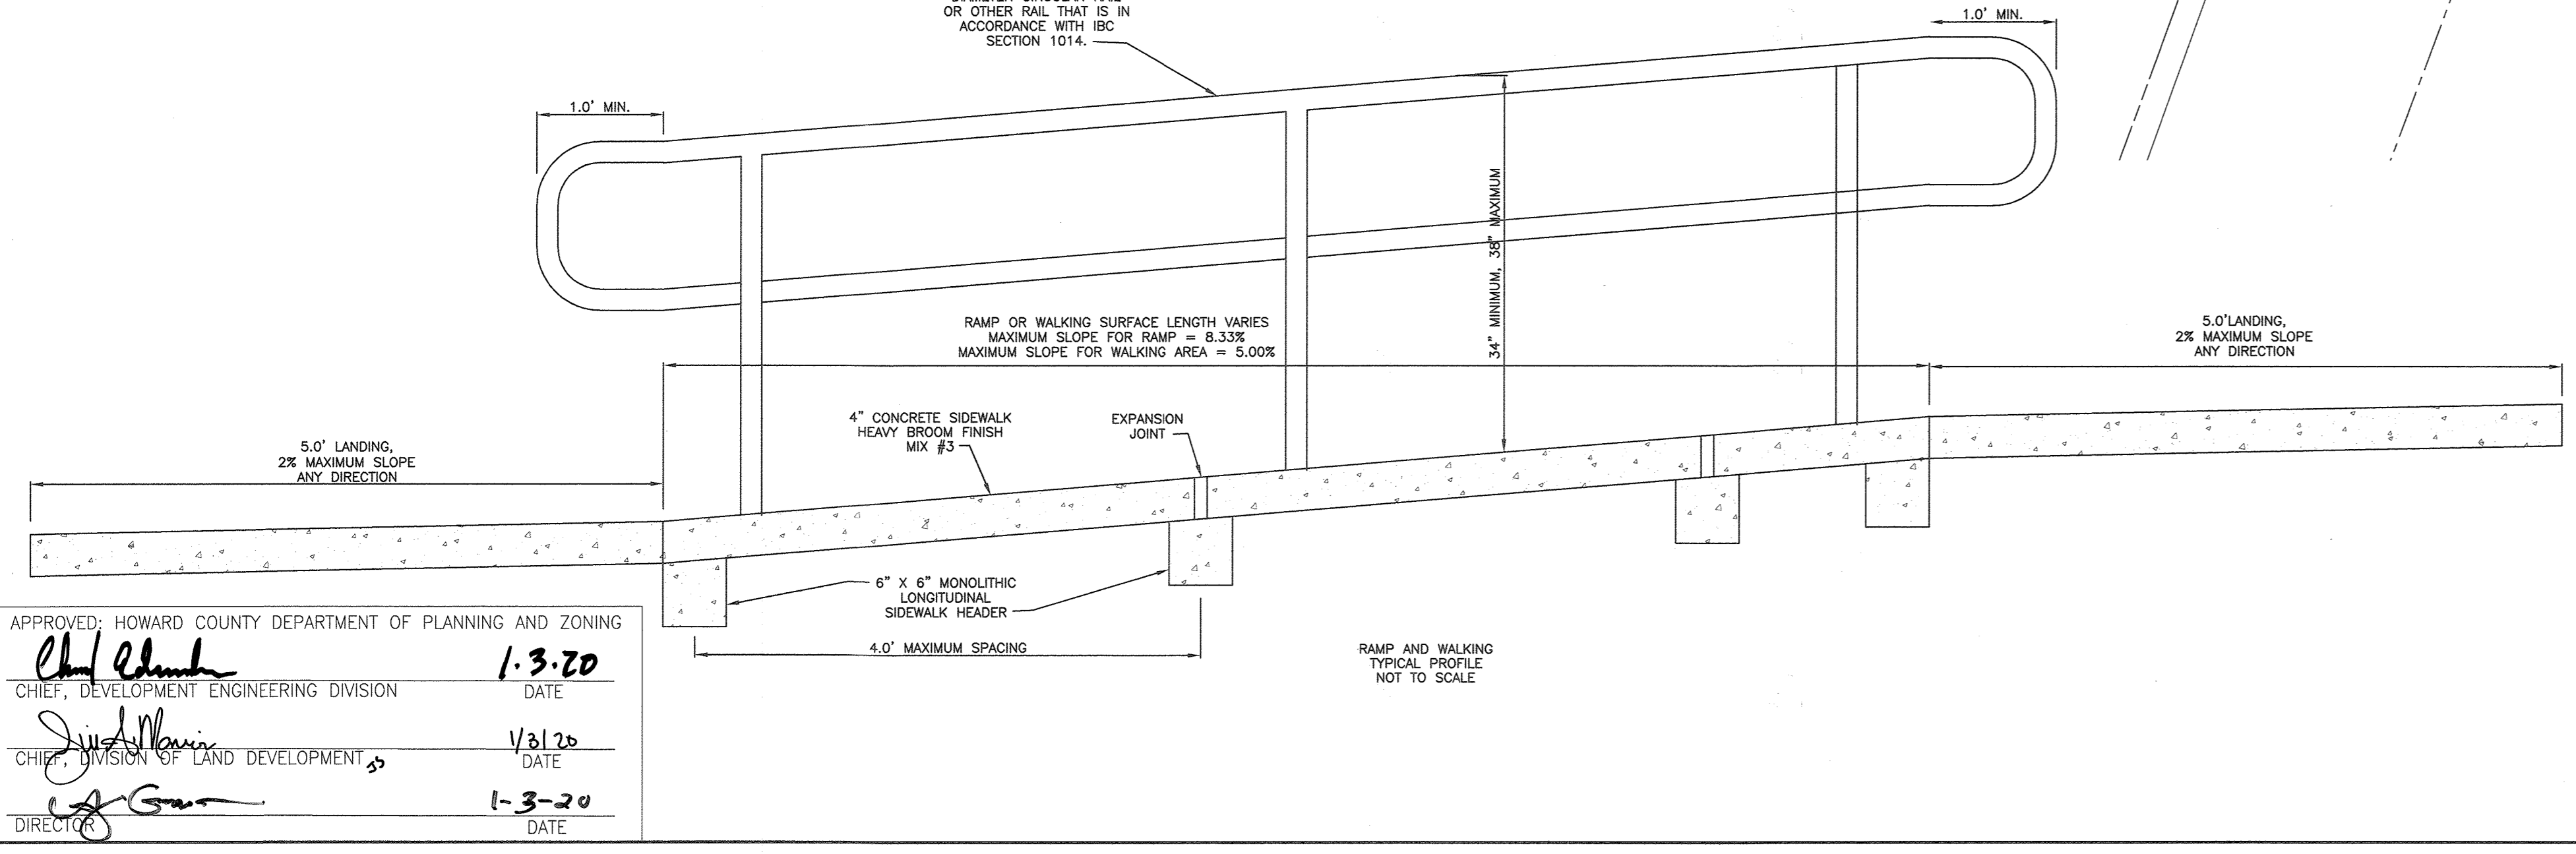 OR OTHER RAIL THAT IS IN
ACCORDANCE WITH IBC
SECTION 1014.
1.0' MIN.
1.0' MIN.
34" MINIMUM, 38" MAXIMUM
RAMP OR WALKING SURFACE LENGTH VARIES
MAXIMUM SLOPE FOR RAMP = 8.33%
MAXIMUM SLOPE FOR WALKING AREA = 5.00%
5.0'LANDING,
2% MAXIMUM SLOPE
ANY DIRECTION
4" CONCRETE SIDEWALK
HEAVY BROOM FINISH
MIX #3
EXPANSION
JOINT
5.0' LANDING,
2% MAXIMUM SLOPE
ANY DIRECTION
6" X 6" MONOLITHIC
LONGITUDINAL
SIDEWALK HEADER
4.0' MAXIMUM SPACING
RAMP AND WALKING
TYPICAL PROFILE
NOT TO SCALE
APPROVED: HOWARD COUNTY DEPARTMENT OF PLANNING AND ZONING
1.3.20
CHIEF, DEVELOPMENT ENGINEERING DIVISION DATE
1/3/20
CHIEF, DIVISION OF LAND DEVELOPMENT DATE
1-3-20
DIRECTOR DATE